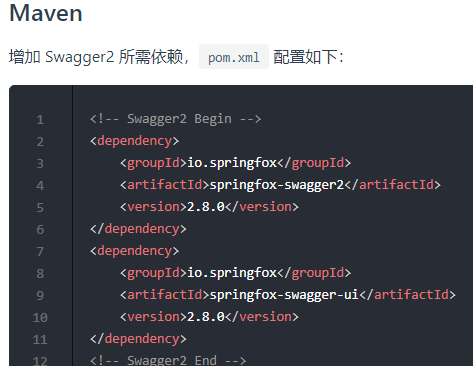 Maven
增加 Swagger2 所需依赖， pom.xml 配置如下：
1 <!-- Swagger2 Begin -->
2 <dependency>
3 <groupId>io.springfox</groupId>
4 <artifactId>springfox-swagger2</artifactId>
5 <version>2.8.0</version>
6 </dependency>
7 <dependency>
8 <groupId>io.springfox</groupId>
9 <artifactId>springfox-swagger-ui</artifactId>
10 <version>2.8.0</version>
11 </dependency>
12 <!-- Swagger2 End -->